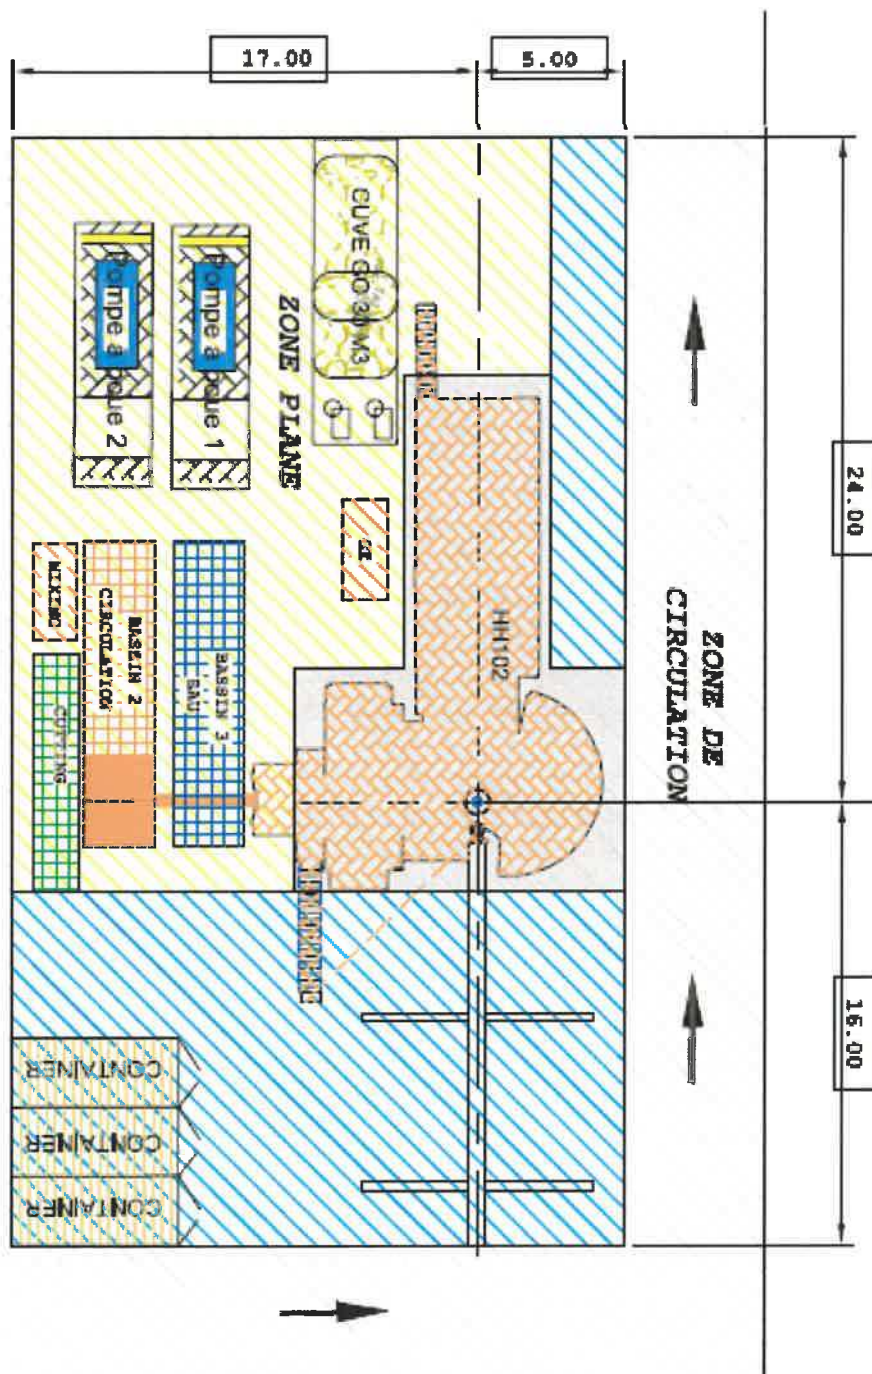 17.00
5.00
24.00
16.00
ZONE DE
CIRCULATION
CUVE GO 30 M3
ZONE PLANE
Pompe a boue 1
Pompe a boue 2
HH102
GE
BASSIN 3
EAU
BASSIN 2
CIRCULATION
MIXING
CUTTING
CONTAINER
CONTAINER
CONTAINER